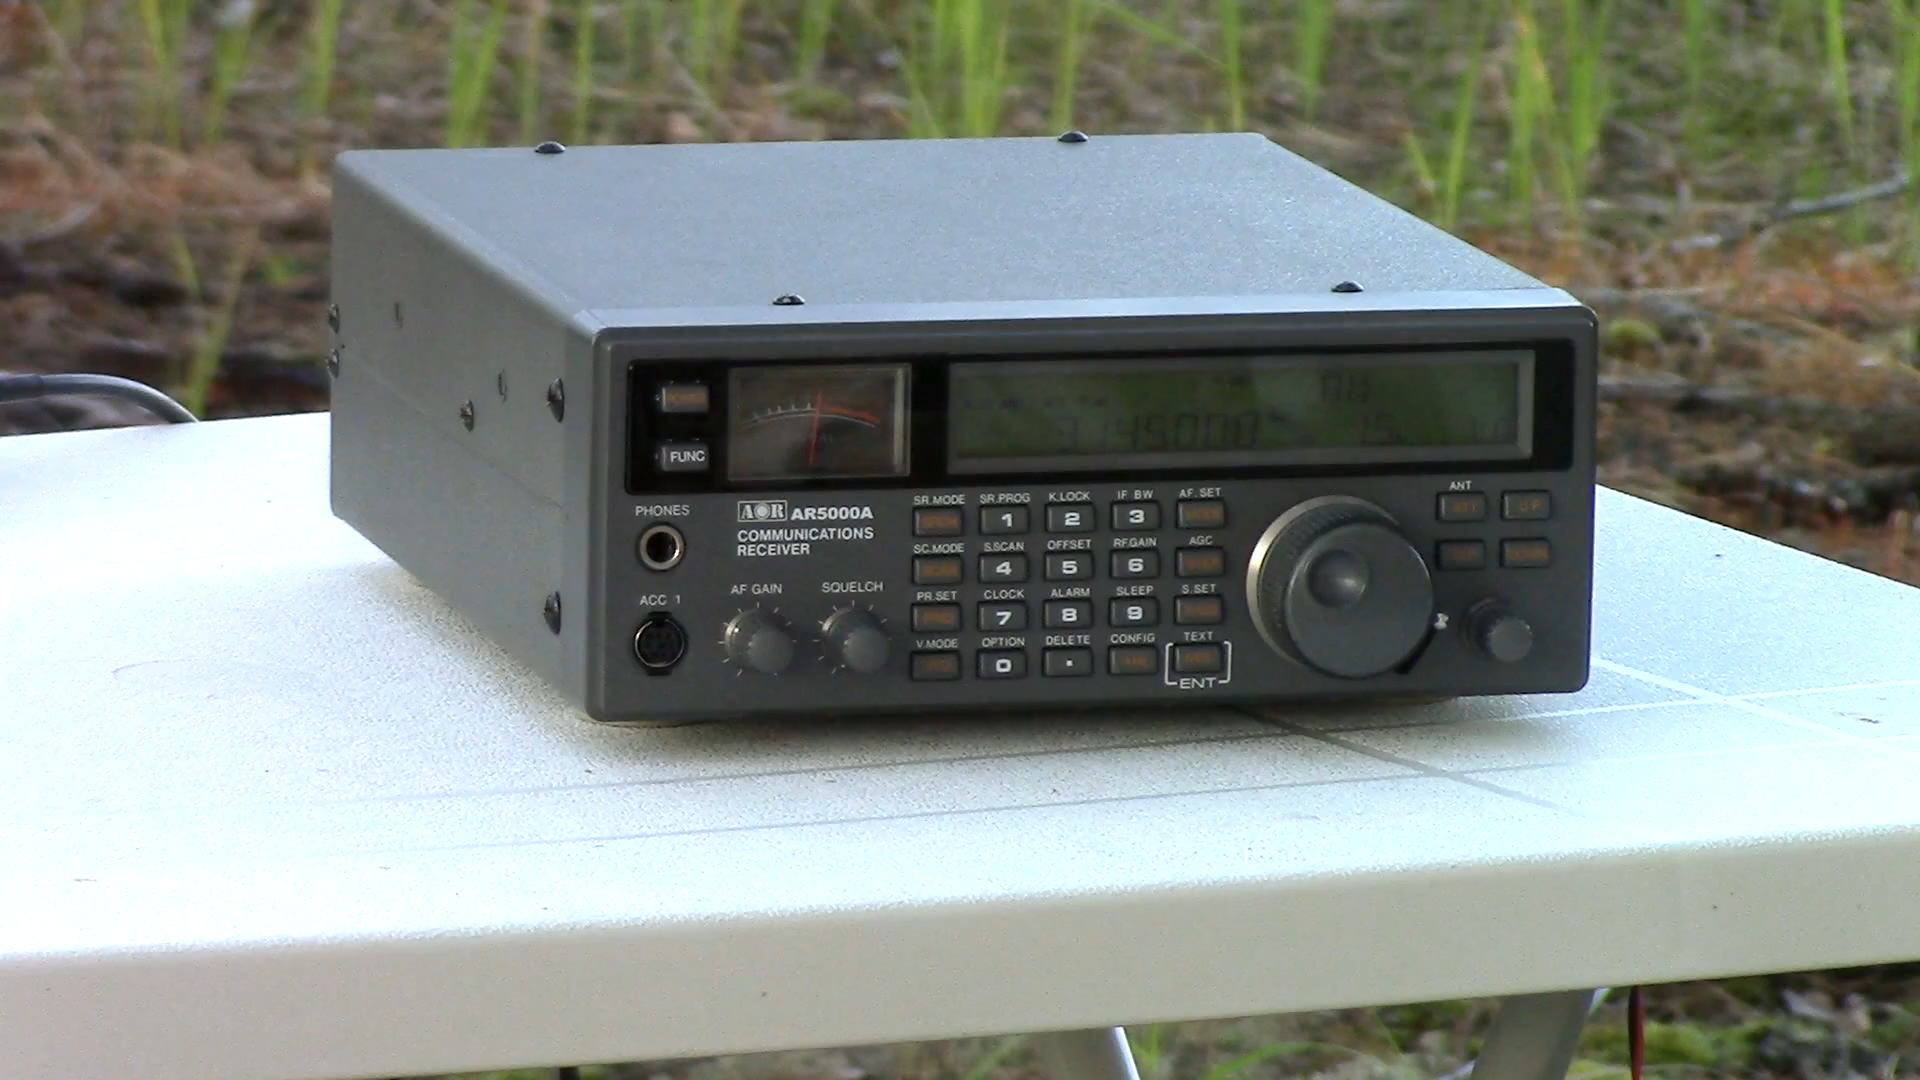 FUNC
3.145000
PHONES
AOR AR5000A
COMMUNICATIONS
RECEIVER
ACC 1
AF GAIN
SQUELCH
SR.MODE SR.PROG K.LOCK IF BW AF.SET
1 2 3
SC.MODE S.SCAN OFFSET RF.GAIN AGC
4 5 6
PR.SET CLOCK ALARM SLEEP S.SET
7 8 9
V.MODE OPTION DELETE CONFIG TEXT
0 .
ENT
ANT